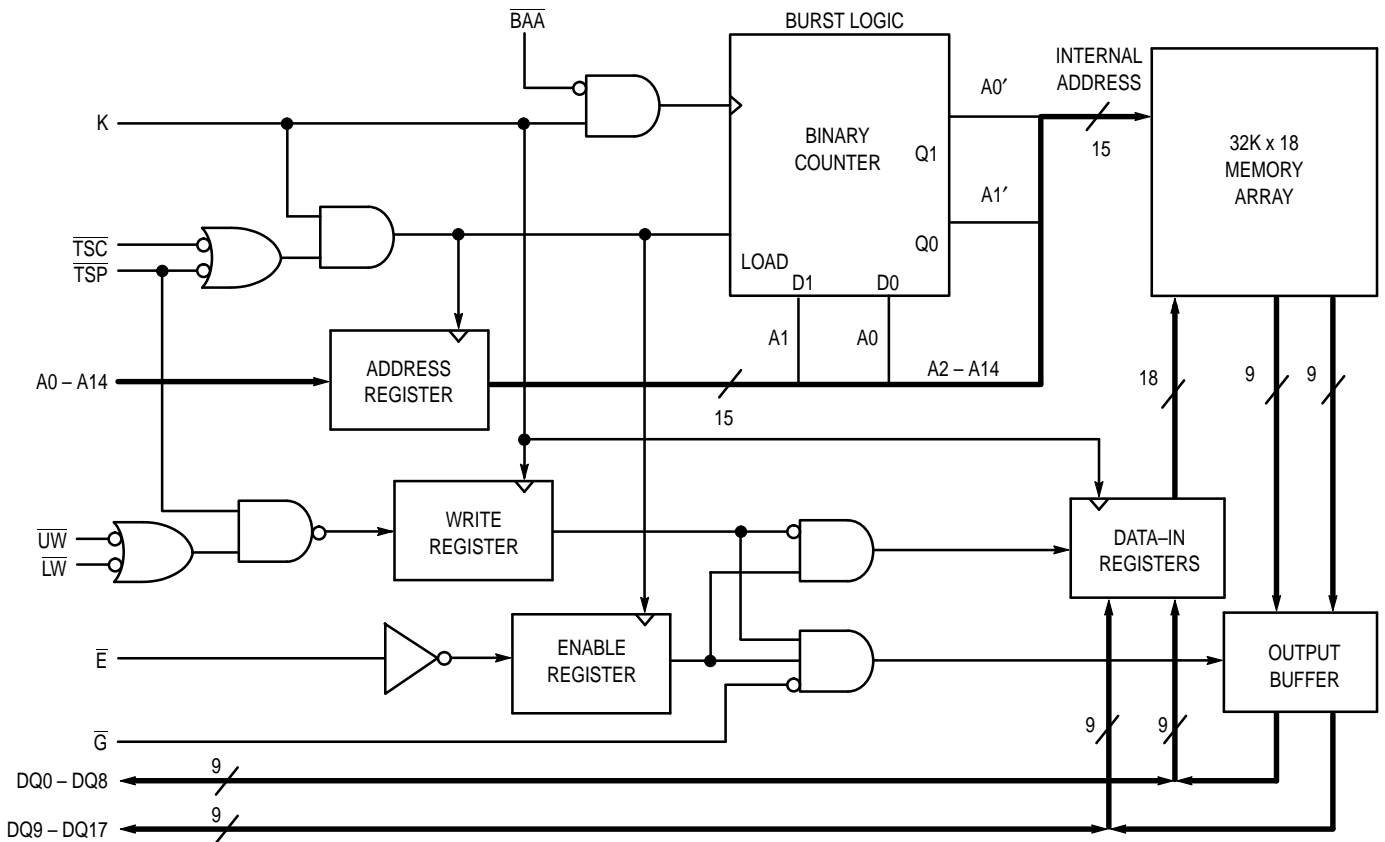 BAA
BURST LOGIC
K
BINARY
COUNTER
A0′
Q1
A1′
Q0
LOAD
D1
D0
INTERNAL
ADDRESS
15
32K x 18
MEMORY
ARRAY
TSC
TSP
A1
A0
A0 – A14
ADDRESS
REGISTER
15
A2 – A14
18
9
9
UW
LW
WRITE
REGISTER
DATA–IN
REGISTERS
E
ENABLE
REGISTER
OUTPUT
BUFFER
G
9
9
DQ0 – DQ8
9
DQ9 – DQ17
9